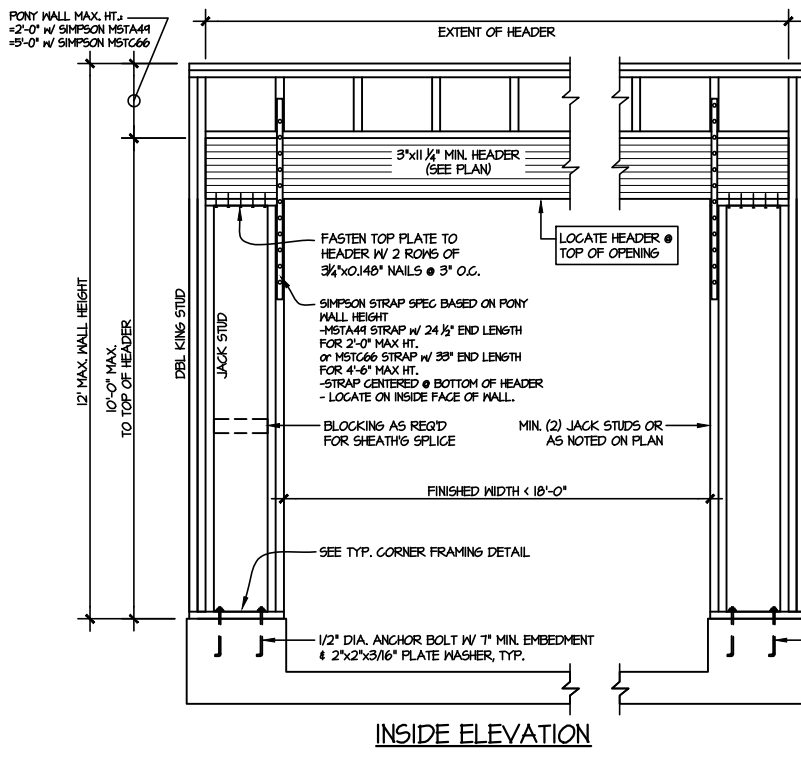 PONY WALL MAX. HT.:
=2'-0" W/ SIMPSON MSTA49
=5'-0" W/ SIMPSON MSTC66
EXTENT OF HEADER
3"x11 1/4" MIN. HEADER
(SEE PLAN)
FASTEN TOP PLATE TO
HEADER W/ 2 ROWS OF
3 1/4"x0.148" NAILS @ 3" O.C.
LOCATE HEADER @
TOP OF OPENING
SIMPSON STRAP SPEC BASED ON PONY
WALL HEIGHT
-MSTA49 STRAP W/ 24 1/2" END LENGTH
FOR 2'-0" MAX HT.
or MSTC66 STRAP W/ 33" END LENGTH
FOR 4'-6" MAX HT.
-STRAP CENTERED @ BOTTOM OF HEADER
- LOCATE ON INSIDE FACE OF WALL.
12' MAX. WALL HEIGHT
10'-0" MAX.
TO TOP OF HEADER
DBL KING STUD
JACK STUD
BLOCKING AS REQ'D
FOR SHEATH'G SPLICE
MIN. (2) JACK STUDS OR
AS NOTED ON PLAN
FINISHED WIDTH < 18'-0"
SEE TYP. CORNER FRAMING DETAIL
1/2" DIA. ANCHOR BOLT W/ 7" MIN. EMBEDMENT
& 2"x2"x3/16" PLATE WASHER, TYP.
INSIDE ELEVATION